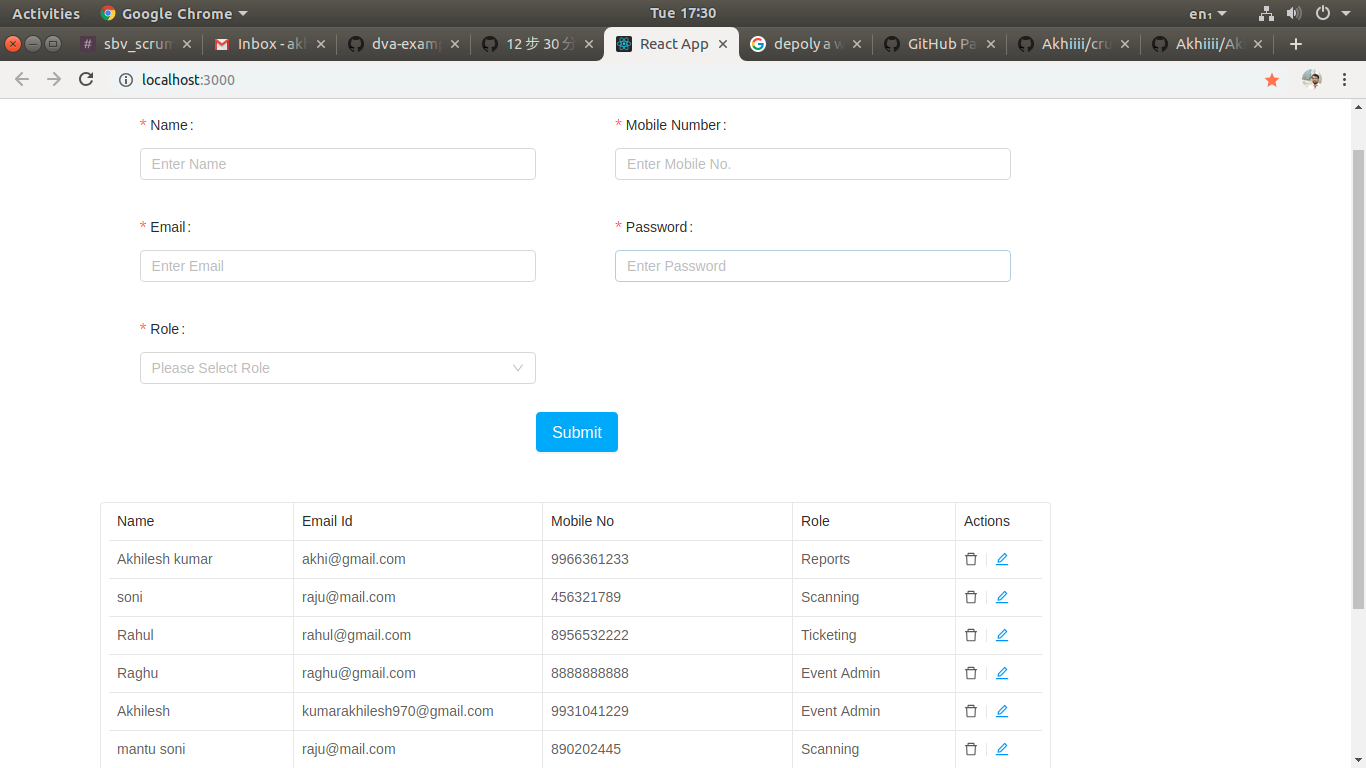 Activities Google Chrome Tue 17:30 en₁
# sbv_scrum Inbox - akl dva-exam 12 步 30 分 React App depoly a w GitHub Pa Akhiiii/cru Akhiiii/Ak
localhost:3000
* Name : * Mobile Number :
Enter Name Enter Mobile No.
* Email : * Password :
Enter Email Enter Password
* Role :
Please Select Role
Submit
Name Email Id Mobile No Role Actions
Akhilesh kumar akhi@gmail.com 9966361233 Reports
soni raju@mail.com 456321789 Scanning
Rahul rahul@gmail.com 8956532222 Ticketing
Raghu raghu@gmail.com 8888888888 Event Admin
Akhilesh kumarakhilesh970@gmail.com 9931041229 Event Admin
mantu soni raju@mail.com 890202445 Scanning